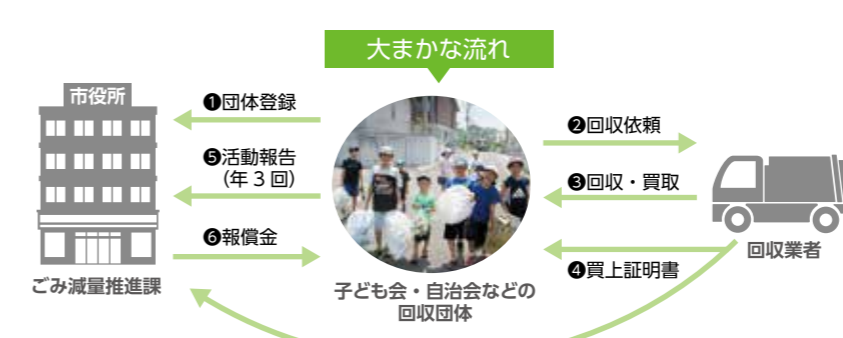 大まかな流れ
市役所
❶団体登録
❺活動報告
(年3回)
❻報償金
ごみ減量推進課
子ども会・自治会などの
回収団体
❷回収依頼
❸回収・買取
❹買上証明書
回収業者